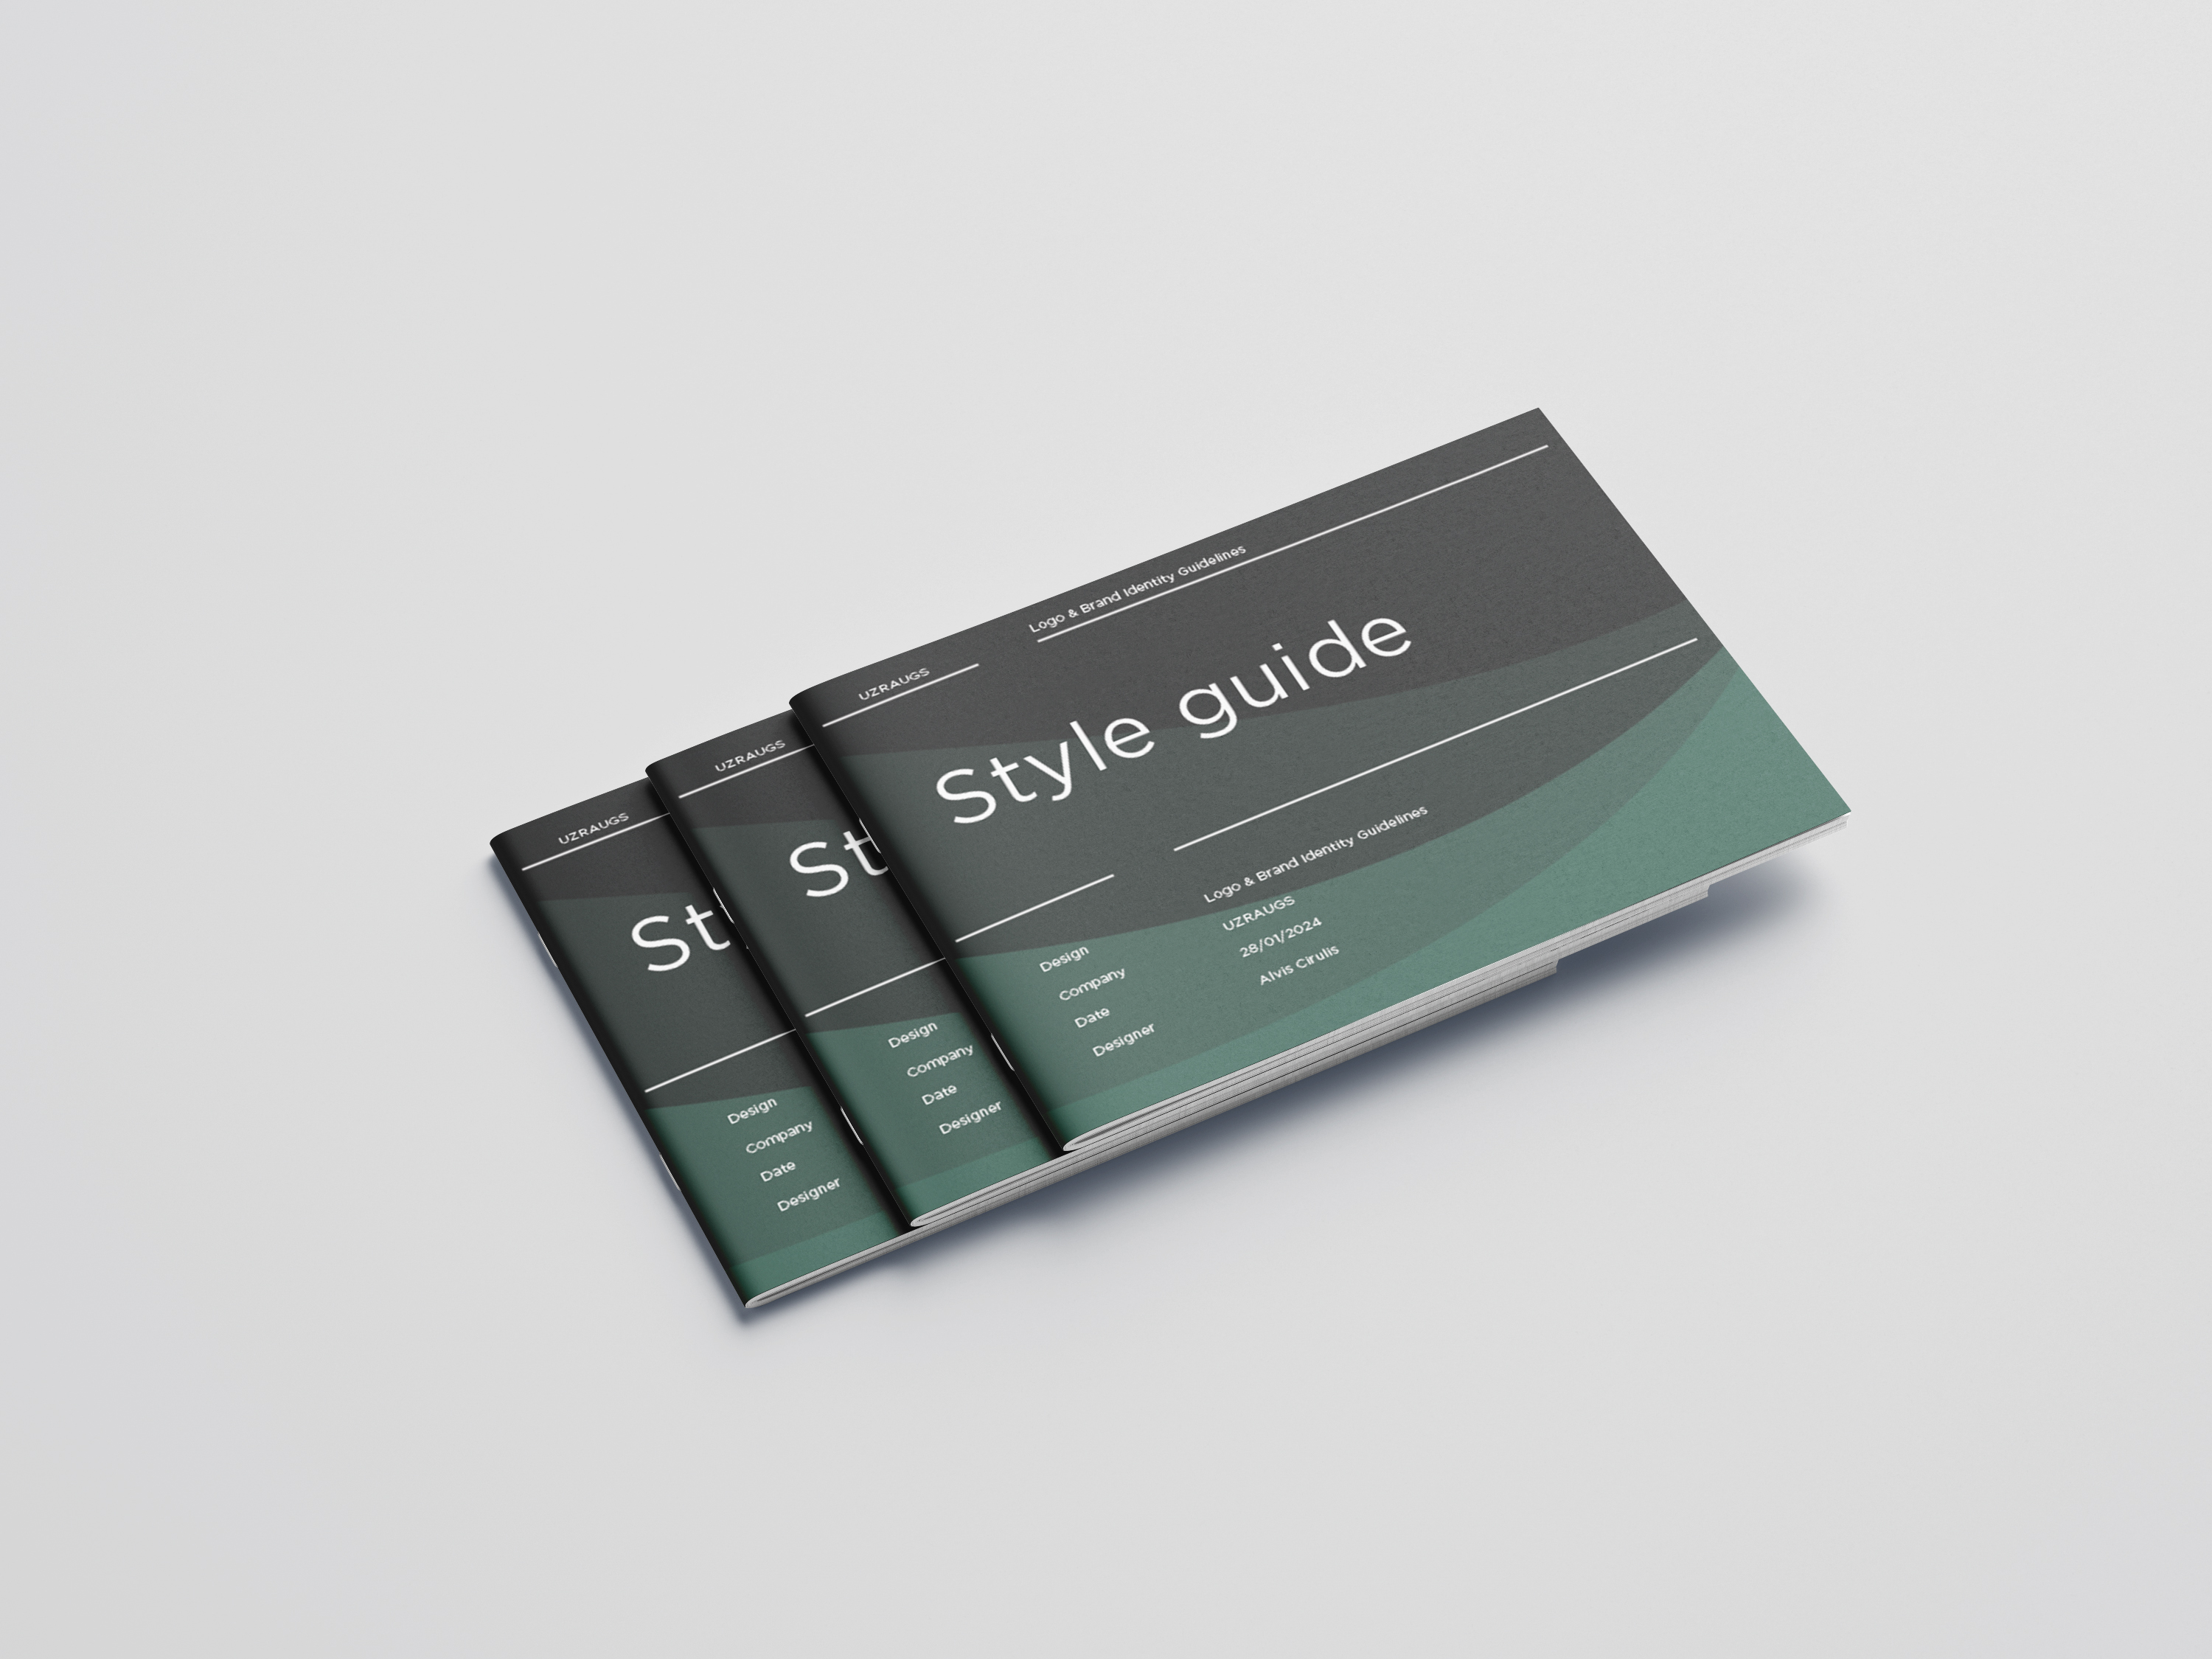 UZRAUGS
Logo & Brand Identity Guidelines
Style guide
Design
Logo & Brand Identity Guidelines
Company
UZRAUGS
Date
28/01/2024
Designer
Alvis Cirulis
UZRAUGS
St
Design
Company
Date
Designer
UZRAUGS
St
Design
Company
Date
Designer